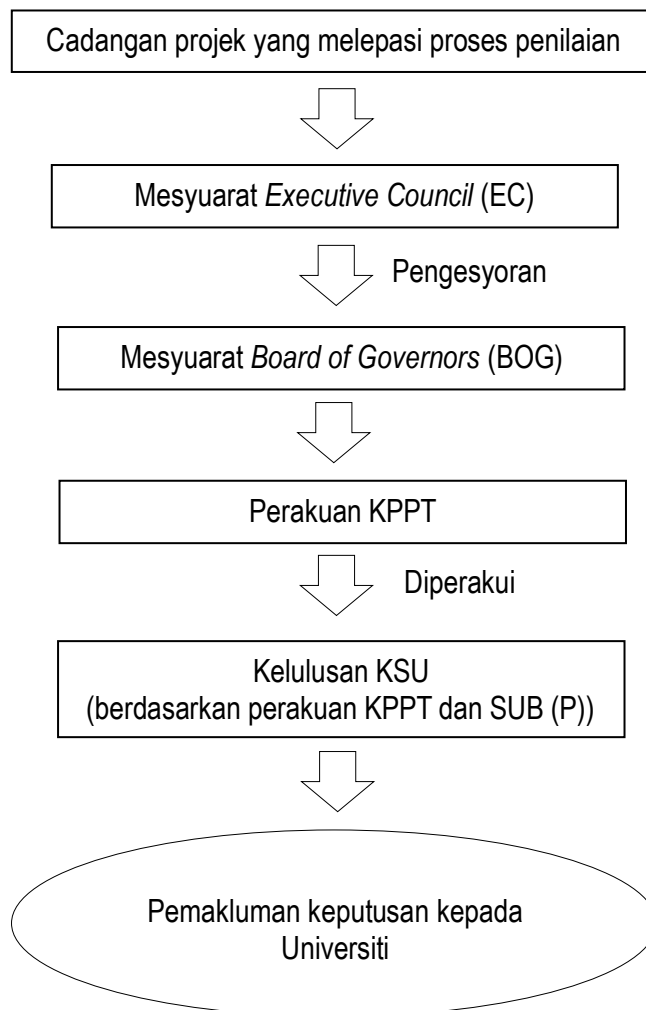 Cadangan projek yang melepasi proses penilaian
Mesyuarat Executive Council (EC)
Pengesyoran
Mesyuarat Board of Governors (BOG)
Perakuan KPPT
Diperakui
Kelulusan KSU
(berdasarkan perakuan KPPT dan SUB (P))
Pemakluman keputusan kepada
Universiti